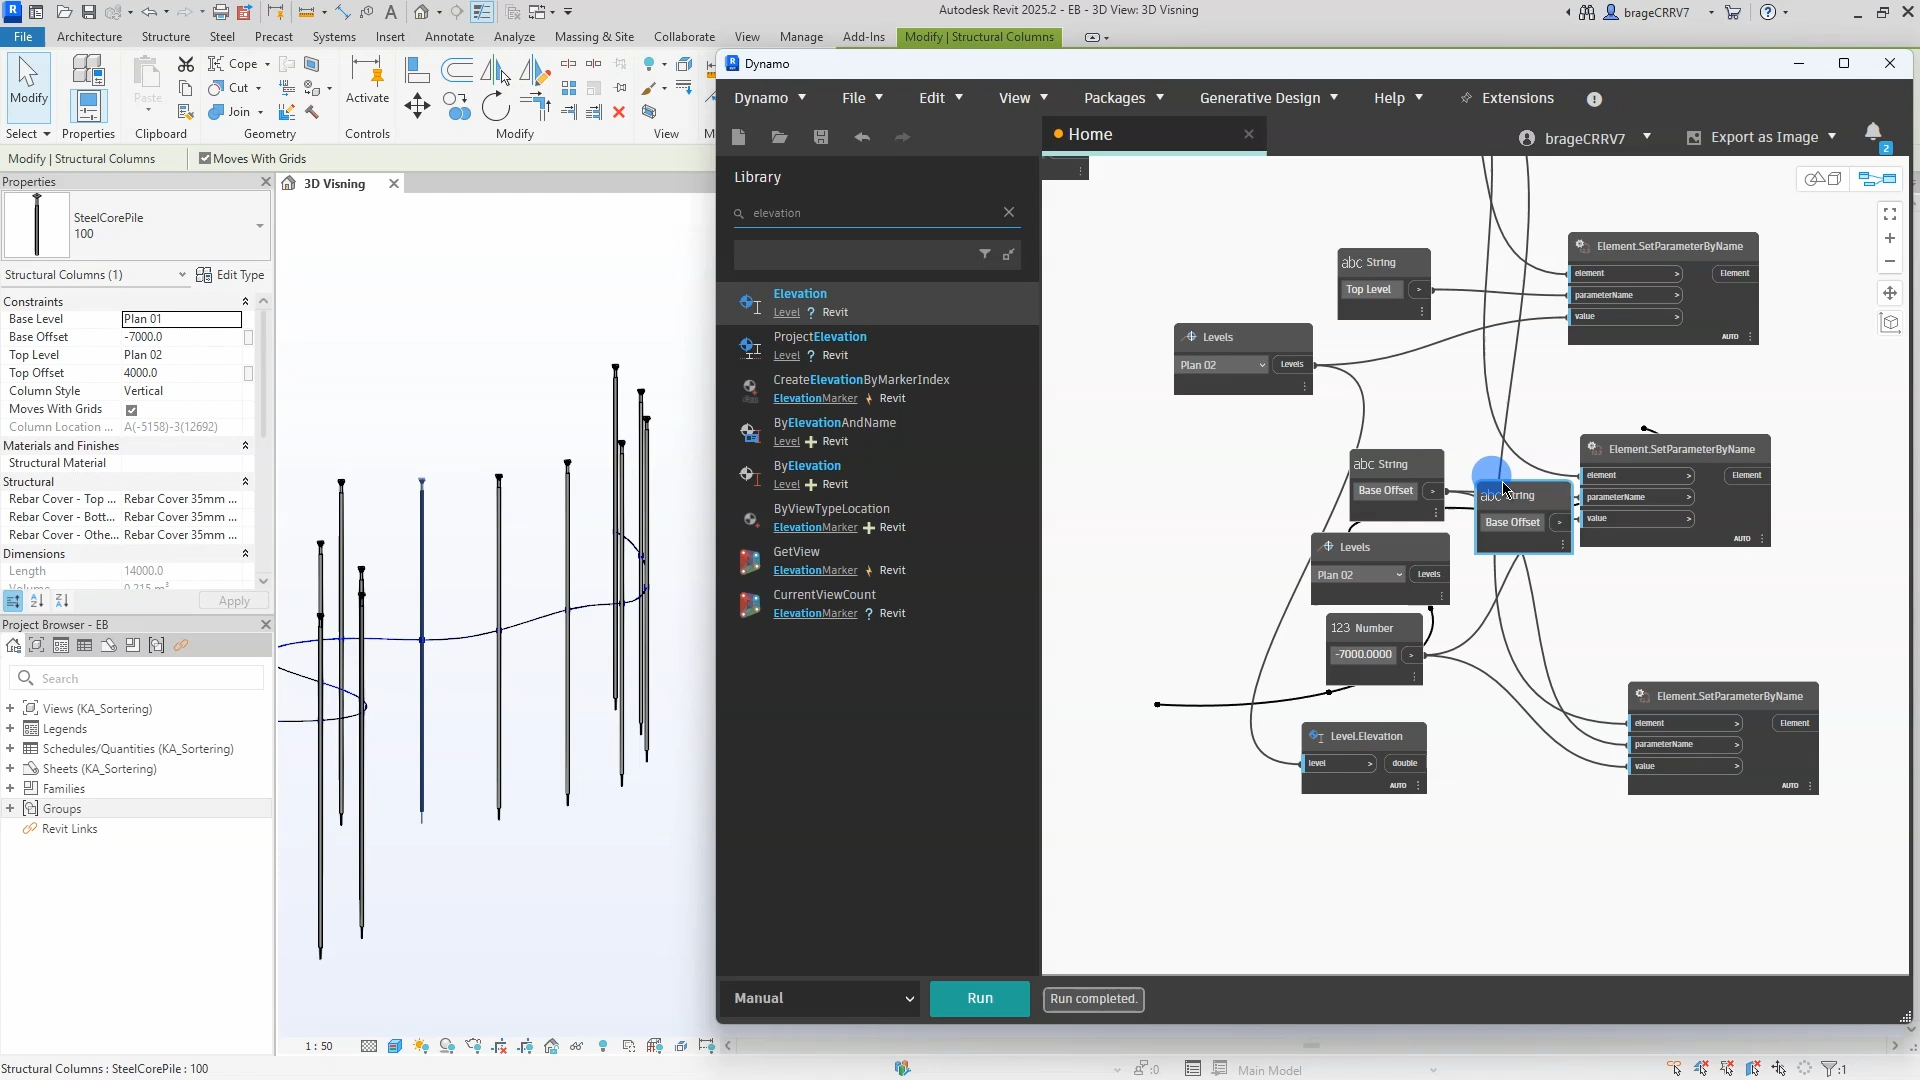 Autodesk Revit 2025.2 - EB - 3D View: 3D Visning
brageCRRV7
File
Architecture
Structure
Steel
Precast
Systems
Insert
Annotate
Analyze
Massing & Site
Collaborate
View
Manage
Add-Ins
Modify | Structural Columns
Modify
Paste
Cope
Cut
Join
Activate
Select
Properties
Clipboard
Geometry
Controls
Modify
View
Modify | Structural Columns
Moves With Grids
Properties
3D Visning
SteelCorePile
100
Structural Columns (1)
Edit Type
Constraints
Base Level Plan 01
Base Offset -7000.0
Top Level Plan 02
Top Offset 4000.0
Column Style Vertical
Moves With Grids
Column Location ... A(-5158)-3(12692)
Materials and Finishes
Structural Material
Structural
Rebar Cover - Top ... Rebar Cover 35mm ...
Rebar Cover - Bott... Rebar Cover 35mm ...
Rebar Cover - Othe... Rebar Cover 35mm ...
Dimensions
Length 14000.0
Apply
Project Browser - EB
Search
Views (KA_Sortering)
Legends
Schedules/Quantities (KA_Sortering)
Sheets (KA_Sortering)
Families
Groups
Revit Links
1 : 50
Structural Columns : SteelCorePile : 100
:0
Main Model
:1
Dynamo
Dynamo
File
Edit
View
Packages
Generative Design
Help
Extensions
Home
brageCRRV7
Export as Image
2
Library
elevation
Elevation
Level ? Revit
ProjectElevation
Level ? Revit
CreateElevationByMarkerIndex
ElevationMarker Revit
ByElevationAndName
Level + Revit
ByElevation
Level + Revit
ByViewTypeLocation
ElevationMarker + Revit
GetView
ElevationMarker Revit
CurrentViewCount
ElevationMarker ? Revit
abc String
Top Level >
Levels
Plan 02
Levels
Element.SetParameterByName
element >
Element
parameterName >
value >
AUTO
abc String
Base Offset >
abc String
Base Offset >
Element.SetParameterByName
element >
Element
parameterName >
value >
AUTO
Levels
Plan 02
Levels
123 Number
-7000.0000 >
Level.Elevation
level >
double
AUTO
Element.SetParameterByName
element >
Element
parameterName >
value >
AUTO
Manual
Run
Run completed.